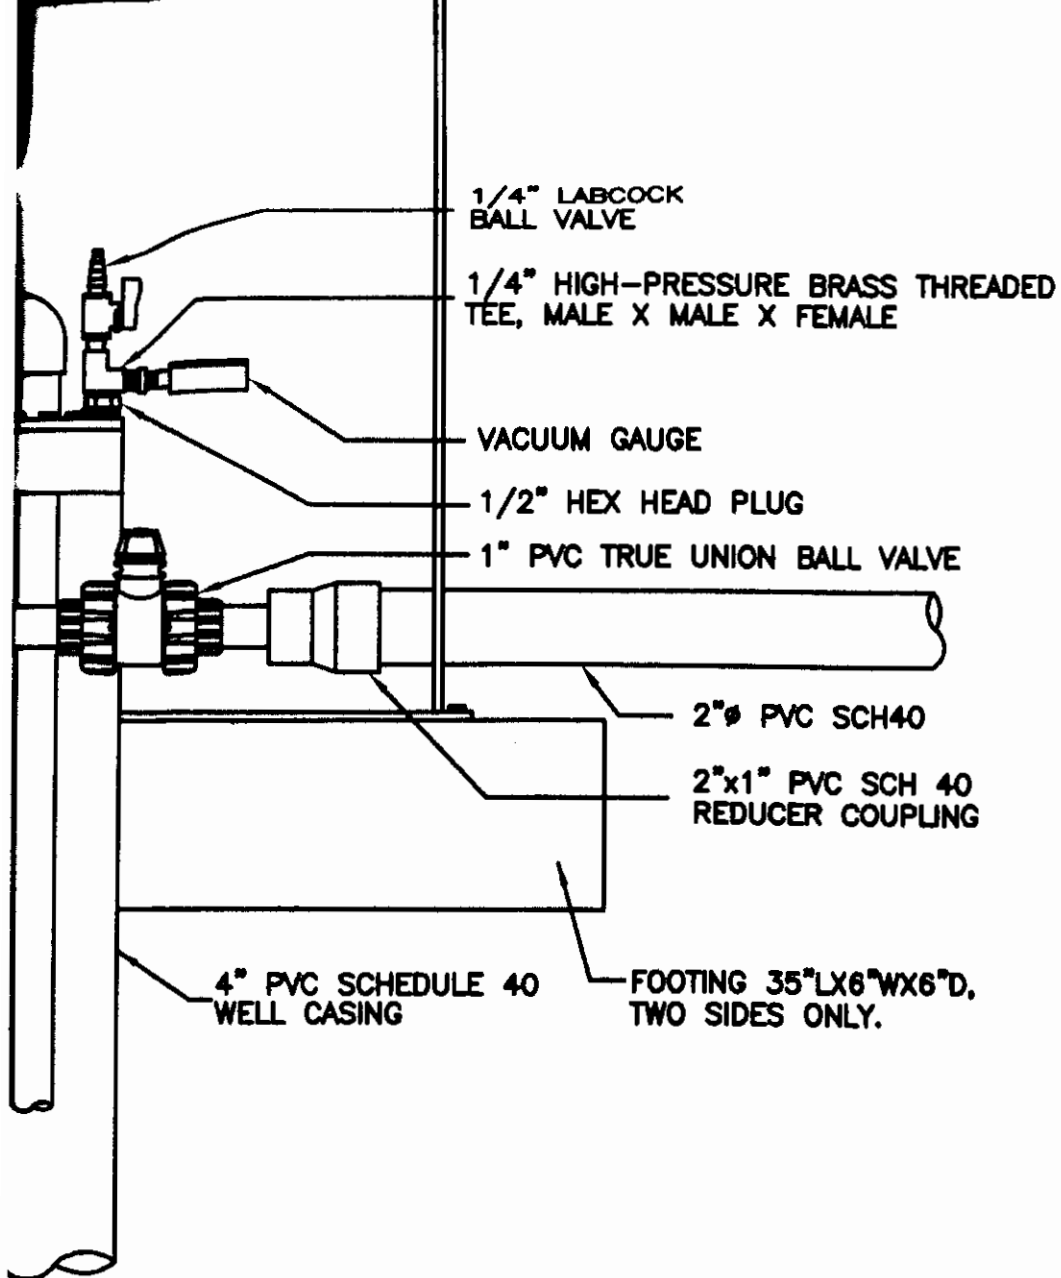 1/4" LABCOCK
BALL VALVE
1/4" HIGH-PRESSURE BRASS THREADED
TEE, MALE X MALE X FEMALE
VACUUM GAUGE
1/2" HEX HEAD PLUG
1" PVC TRUE UNION BALL VALVE
2"ø PVC SCH40
2"x1" PVC SCH 40
REDUCER COUPLING
4" PVC SCHEDULE 40
WELL CASING
FOOTING 35"LX6"WX6"D,
TWO SIDES ONLY.